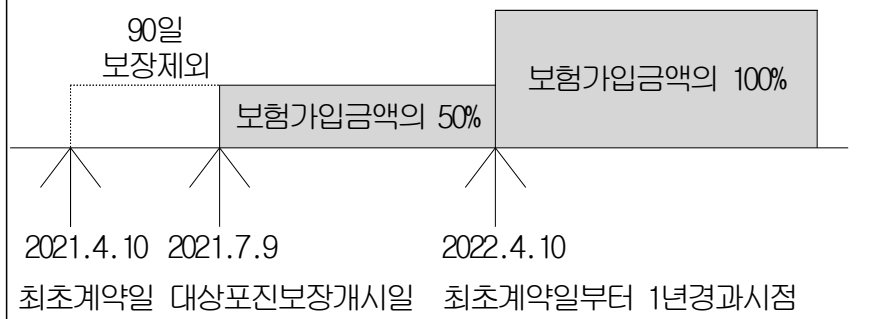 90일
보장제외
보험가입금액의 50%
보험가입금액의 100%
2021.4.10 2021.7.9 2022.4.10
최초계약일 대상포진보장개시일 최초계약일부터 1년경과시점